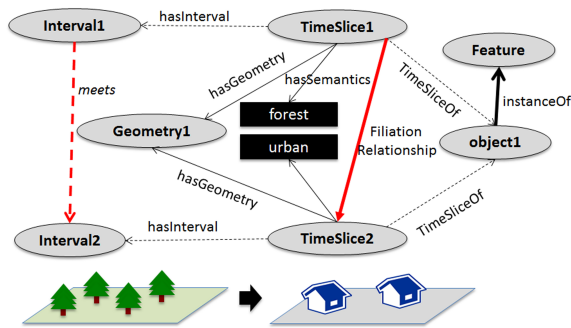 Interval1
hasInterval
TimeSlice1
Feature
meets
hasGeometry
hasSemantics
TimeSliceOf
instanceOf
forest
Geometry1
urban
Filiation
Relationship
object1
hasGeometry
TimeSliceOf
Interval2
hasInterval
TimeSlice2